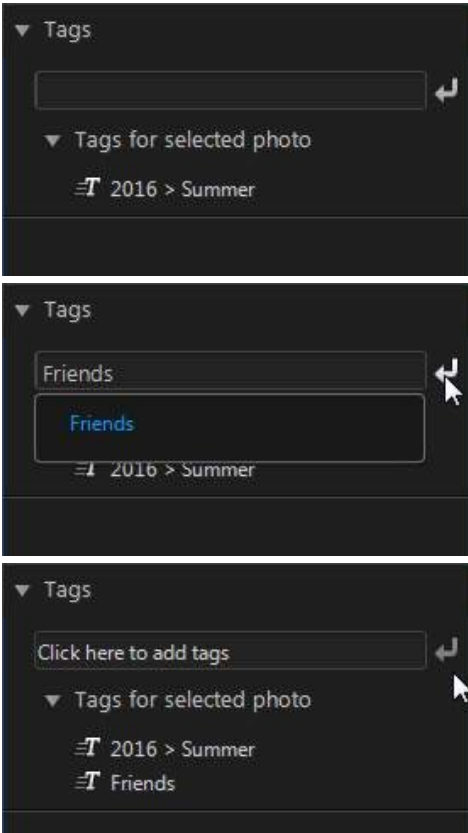 Tags
Tags for selected photo
2016 > Summer
Tags
Friends
Friends
2016 > Summer
Tags
Click here to add tags
Tags for selected photo
2016 > Summer
Friends